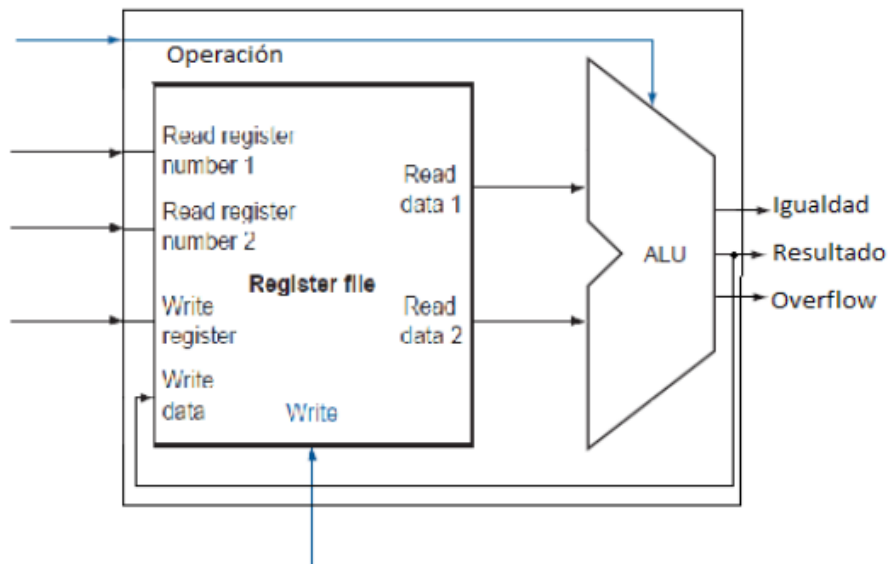 Operación
Read register
number 1
Read
data 1
Read register
number 2
Register file
Write
register
Read
data 2
Write
data
Write
ALU
Igualdad
Resultado
Overflow